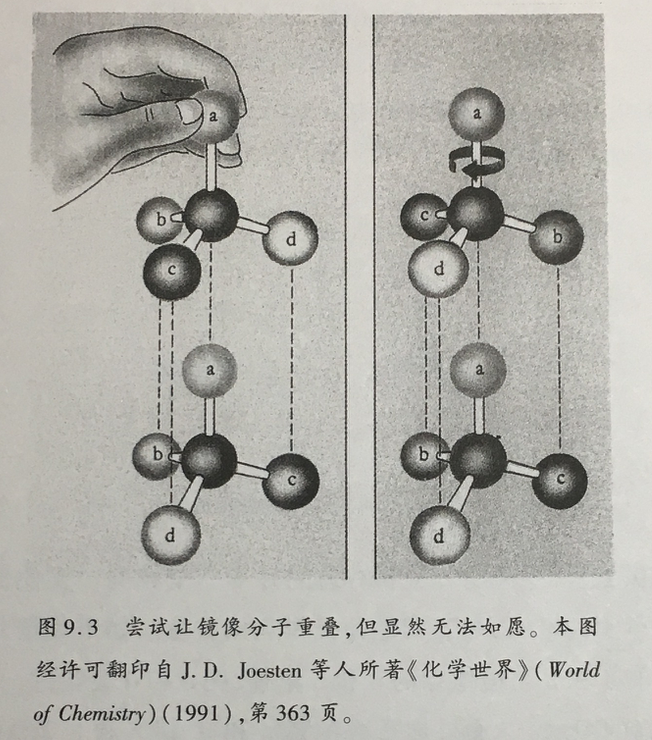 a
a
b
d
c
c
b
d
a
a
b
c
d
b
c
d
图9.3 尝试让镜像分子重叠,但显然无法如愿。本图
经许可翻印自 J. D. Joesten 等人所著《化学世界》(World
of Chemistry)(1991),第 363 页。